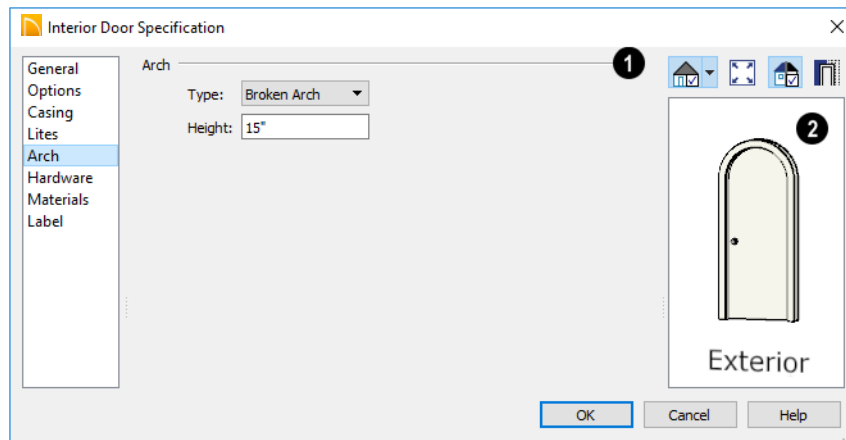 Interior Door Specification
General
Options
Casing
Lites
Arch
Hardware
Materials
Label
Arch
Type: Broken Arch
Height: 15"
1
2
Exterior
OK Cancel Help